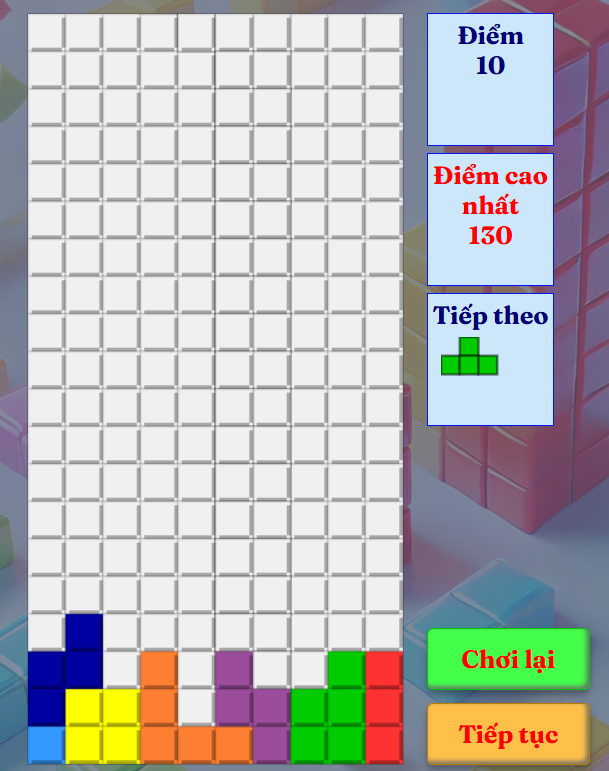 Điểm
10
Điểm cao
nhất
130
Tiếp theo
Chơi lại
Tiếp tục